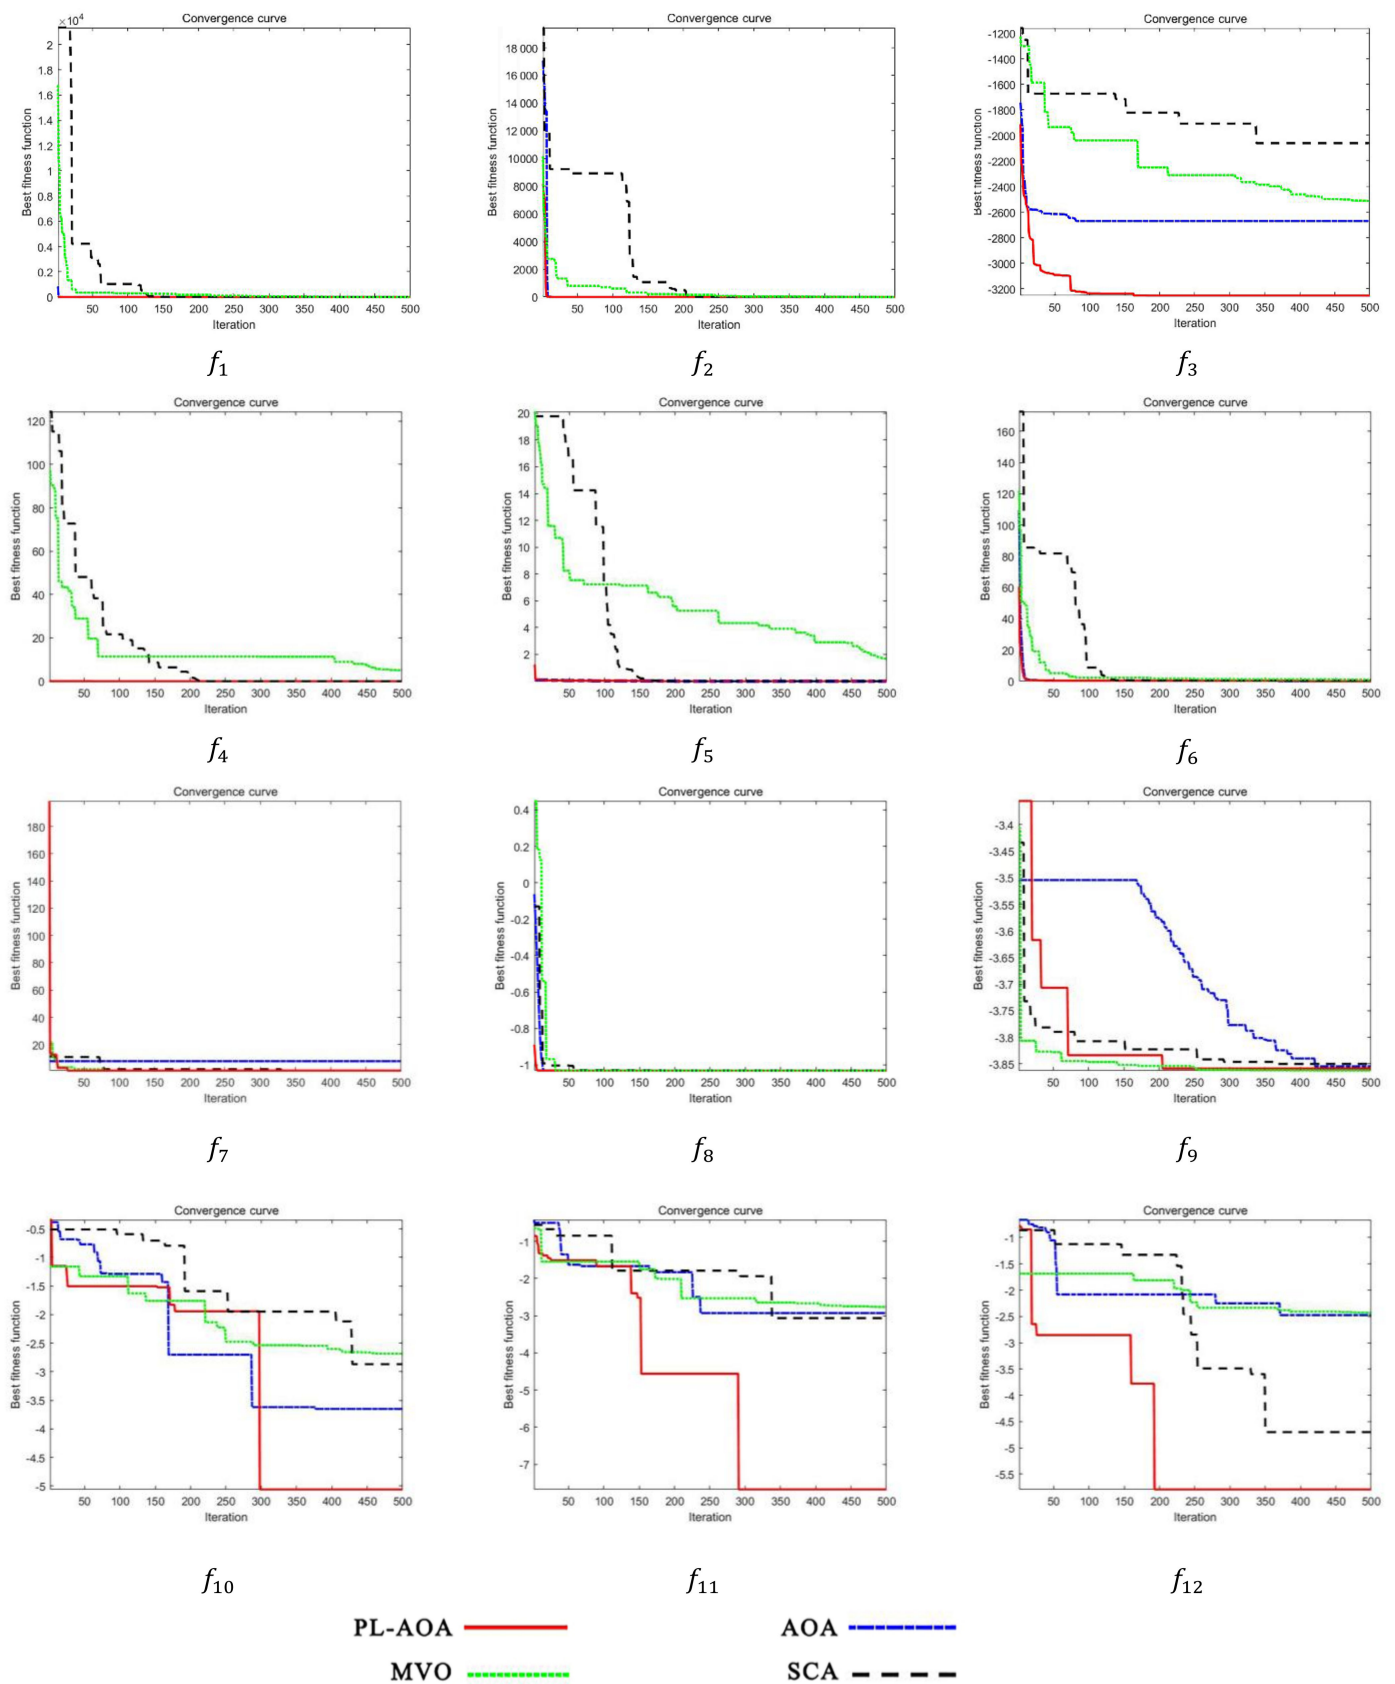 Convergence curve
×10⁴
2
1.8
1.6
1.4
1.2
1
0.8
0.6
0.4
0.2
0
Best fitness function
50 100 150 200 250 300 350 400 450 500
Iteration
f1
Convergence curve
18 000
16 000
14 000
12 000
10000
8000
6000
4000
2000
0
Best fitness function
50 100 150 200 250 300 350 400 450 500
Iteration
f2
Convergence curve
-1200
-1400
-1600
-1800
-2000
-2200
-2400
-2600
-2800
-3000
-3200
Best fitness function
50 100 150 200 250 300 350 400 450 500
Iteration
f3
Convergence curve
120
100
80
60
40
20
0
Best fitness function
50 100 150 200 250 300 350 400 450 500
Iteration
f4
Convergence curve
20
18
16
14
12
10
8
6
4
2
Best fitness function
50 100 150 200 250 300 350 400 450 500
Iteration
f5
Convergence curve
160
140
120
100
80
60
40
20
0
Best fitness function
50 100 150 200 250 300 350 400 450 500
Iteration
f6
Convergence curve
180
160
140
120
100
80
60
40
20
Best fitness function
50 100 150 200 250 300 350 400 450 500
Iteration
f7
Convergence curve
0.4
0.2
0
-0.2
-0.4
-0.6
-0.8
-1
Best fitness function
50 100 150 200 250 300 350 400 450 500
Iteration
f8
Convergence curve
-3.4
-3.45
-3.5
-3.55
-3.6
-3.65
-3.7
-3.75
-3.8
-3.85
Best fitness function
50 100 150 200 250 300 350 400 450 500
Iteration
f9
Convergence curve
-0.5
-1
-1.5
-2
-2.5
-3
-3.5
-4
-4.5
-5
Best fitness function
50 100 150 200 250 300 350 400 450 500
Iteration
f10
Convergence curve
-1
-2
-3
-4
-5
-6
-7
Best fitness function
50 100 150 200 250 300 350 400 450 500
Iteration
f11
Convergence curve
-1
-1.5
-2
-2.5
-3
-3.5
-4
-4.5
-5
-5.5
Best fitness function
50 100 150 200 250 300 350 400 450 500
Iteration
f12
PL-AOA AOA
MVO SCA